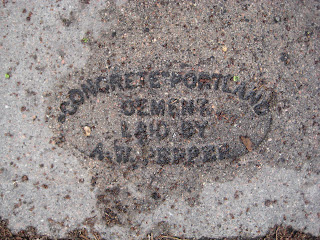 CONCRETE PORTLAND
CEMENT
LAID BY
A.W.